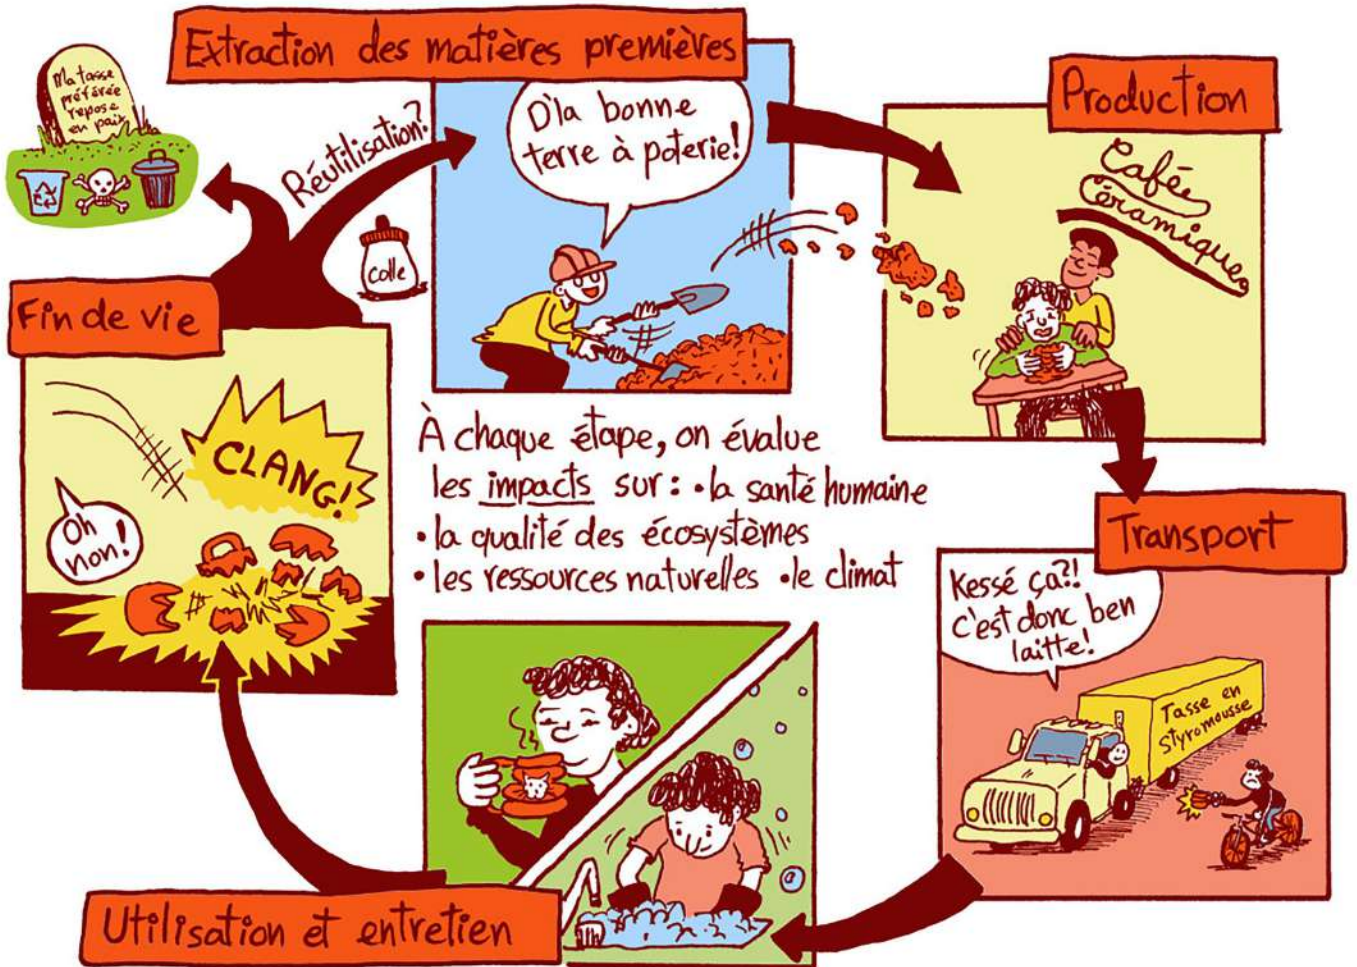 Extraction des matières premières
D'la bonne
terre à poterie!
Production
Café
Céramique
Transport
Kessé ça?!
c'est donc ben
laitte!
Tasse en
styromousse
Utilisation et entretien
Fin de vie
CLANG!
Oh
non!
Réutilisation?
colle
Ma tasse
préférée
repose
en paix
À chaque étape, on évalue
les impacts sur : • la santé humaine
• la qualité des écosystèmes
• les ressources naturelles • le climat